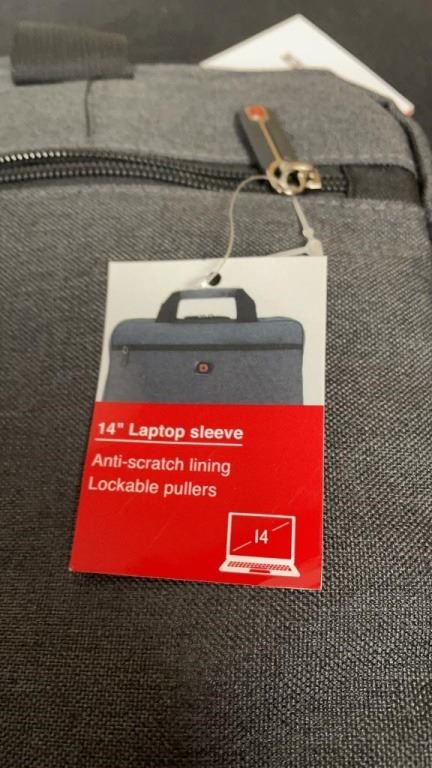 14" Laptop sleeve
Anti-scratch lining
Lockable pullers
14